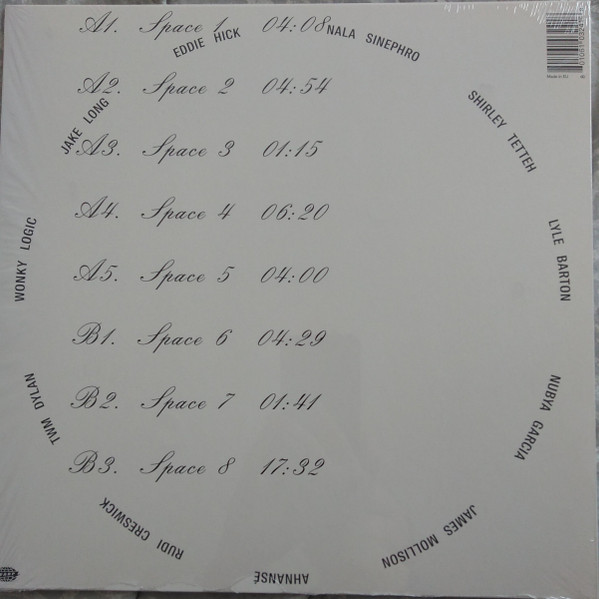 A1. Space 1 04:08
A2. Space 2 04:54
A3. Space 3 01:15
A4. Space 4 06:20
A5. Space 5 04:00
B1. Space 6 04:29
B2. Space 7 01:41
B3. Space 8 17:32
NALA SINEPHRO
SHIRLEY TETTEH
LYLE BARTON
NUBYA GARCIA
JAMES MOLLISON
AHNANSÉ
RUDI CRESWICK
TWM DYLAN
WONKY LOGIC
JAKE LONG
EDDIE HICK
Made in EU